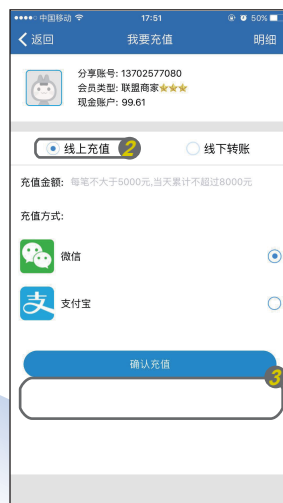 中国移动 17:51 50%
返回 我要充值 明细
分享账号: 13702577080
会员类型: 联盟商家
现金账户: 99.61
线上充值 2 线下转账
充值金额: 每笔不大于5000元,当天累计不超过8000元
充值方式:
微信
支 支付宝
确认充值
3